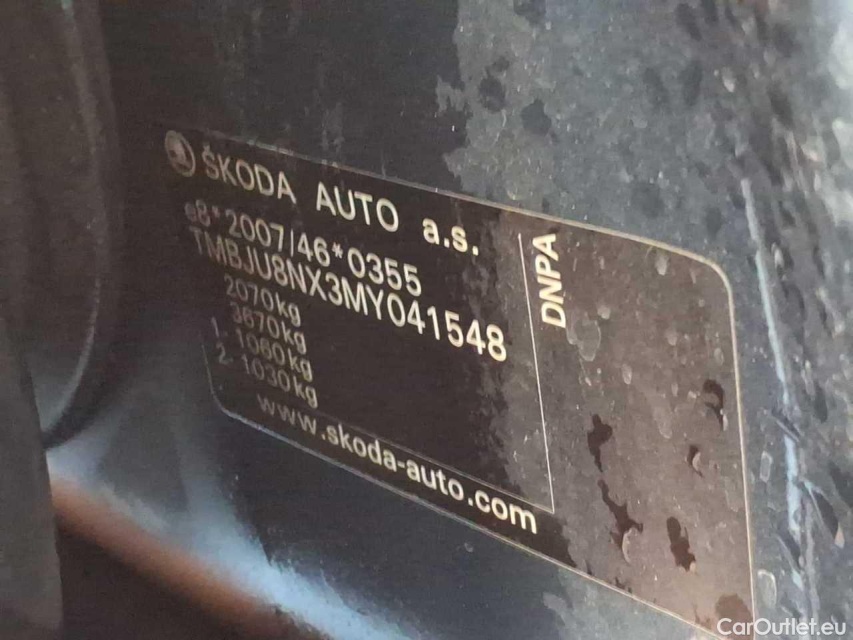 ŠKODA AUTO a.s.
e8*2007/46*0355
TMBJU8NX3MY041548
2070kg
3670kg
1. 1060kg
2. 1030kg
www.skoda-auto.com
DNPA
CarOutlet.eu